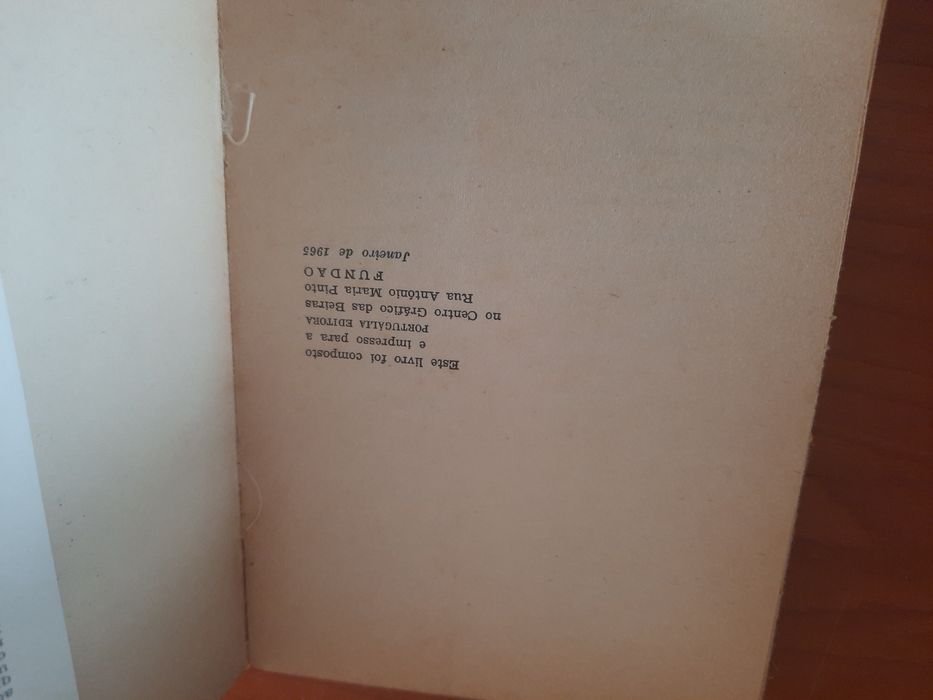 Este livro foi composto
e impresso para a
PORTUGÁLIA EDITORA
no Centro Gráfico das Beiras
Rua António Maria Pinto
FUNDÃO
Janeiro de 1965